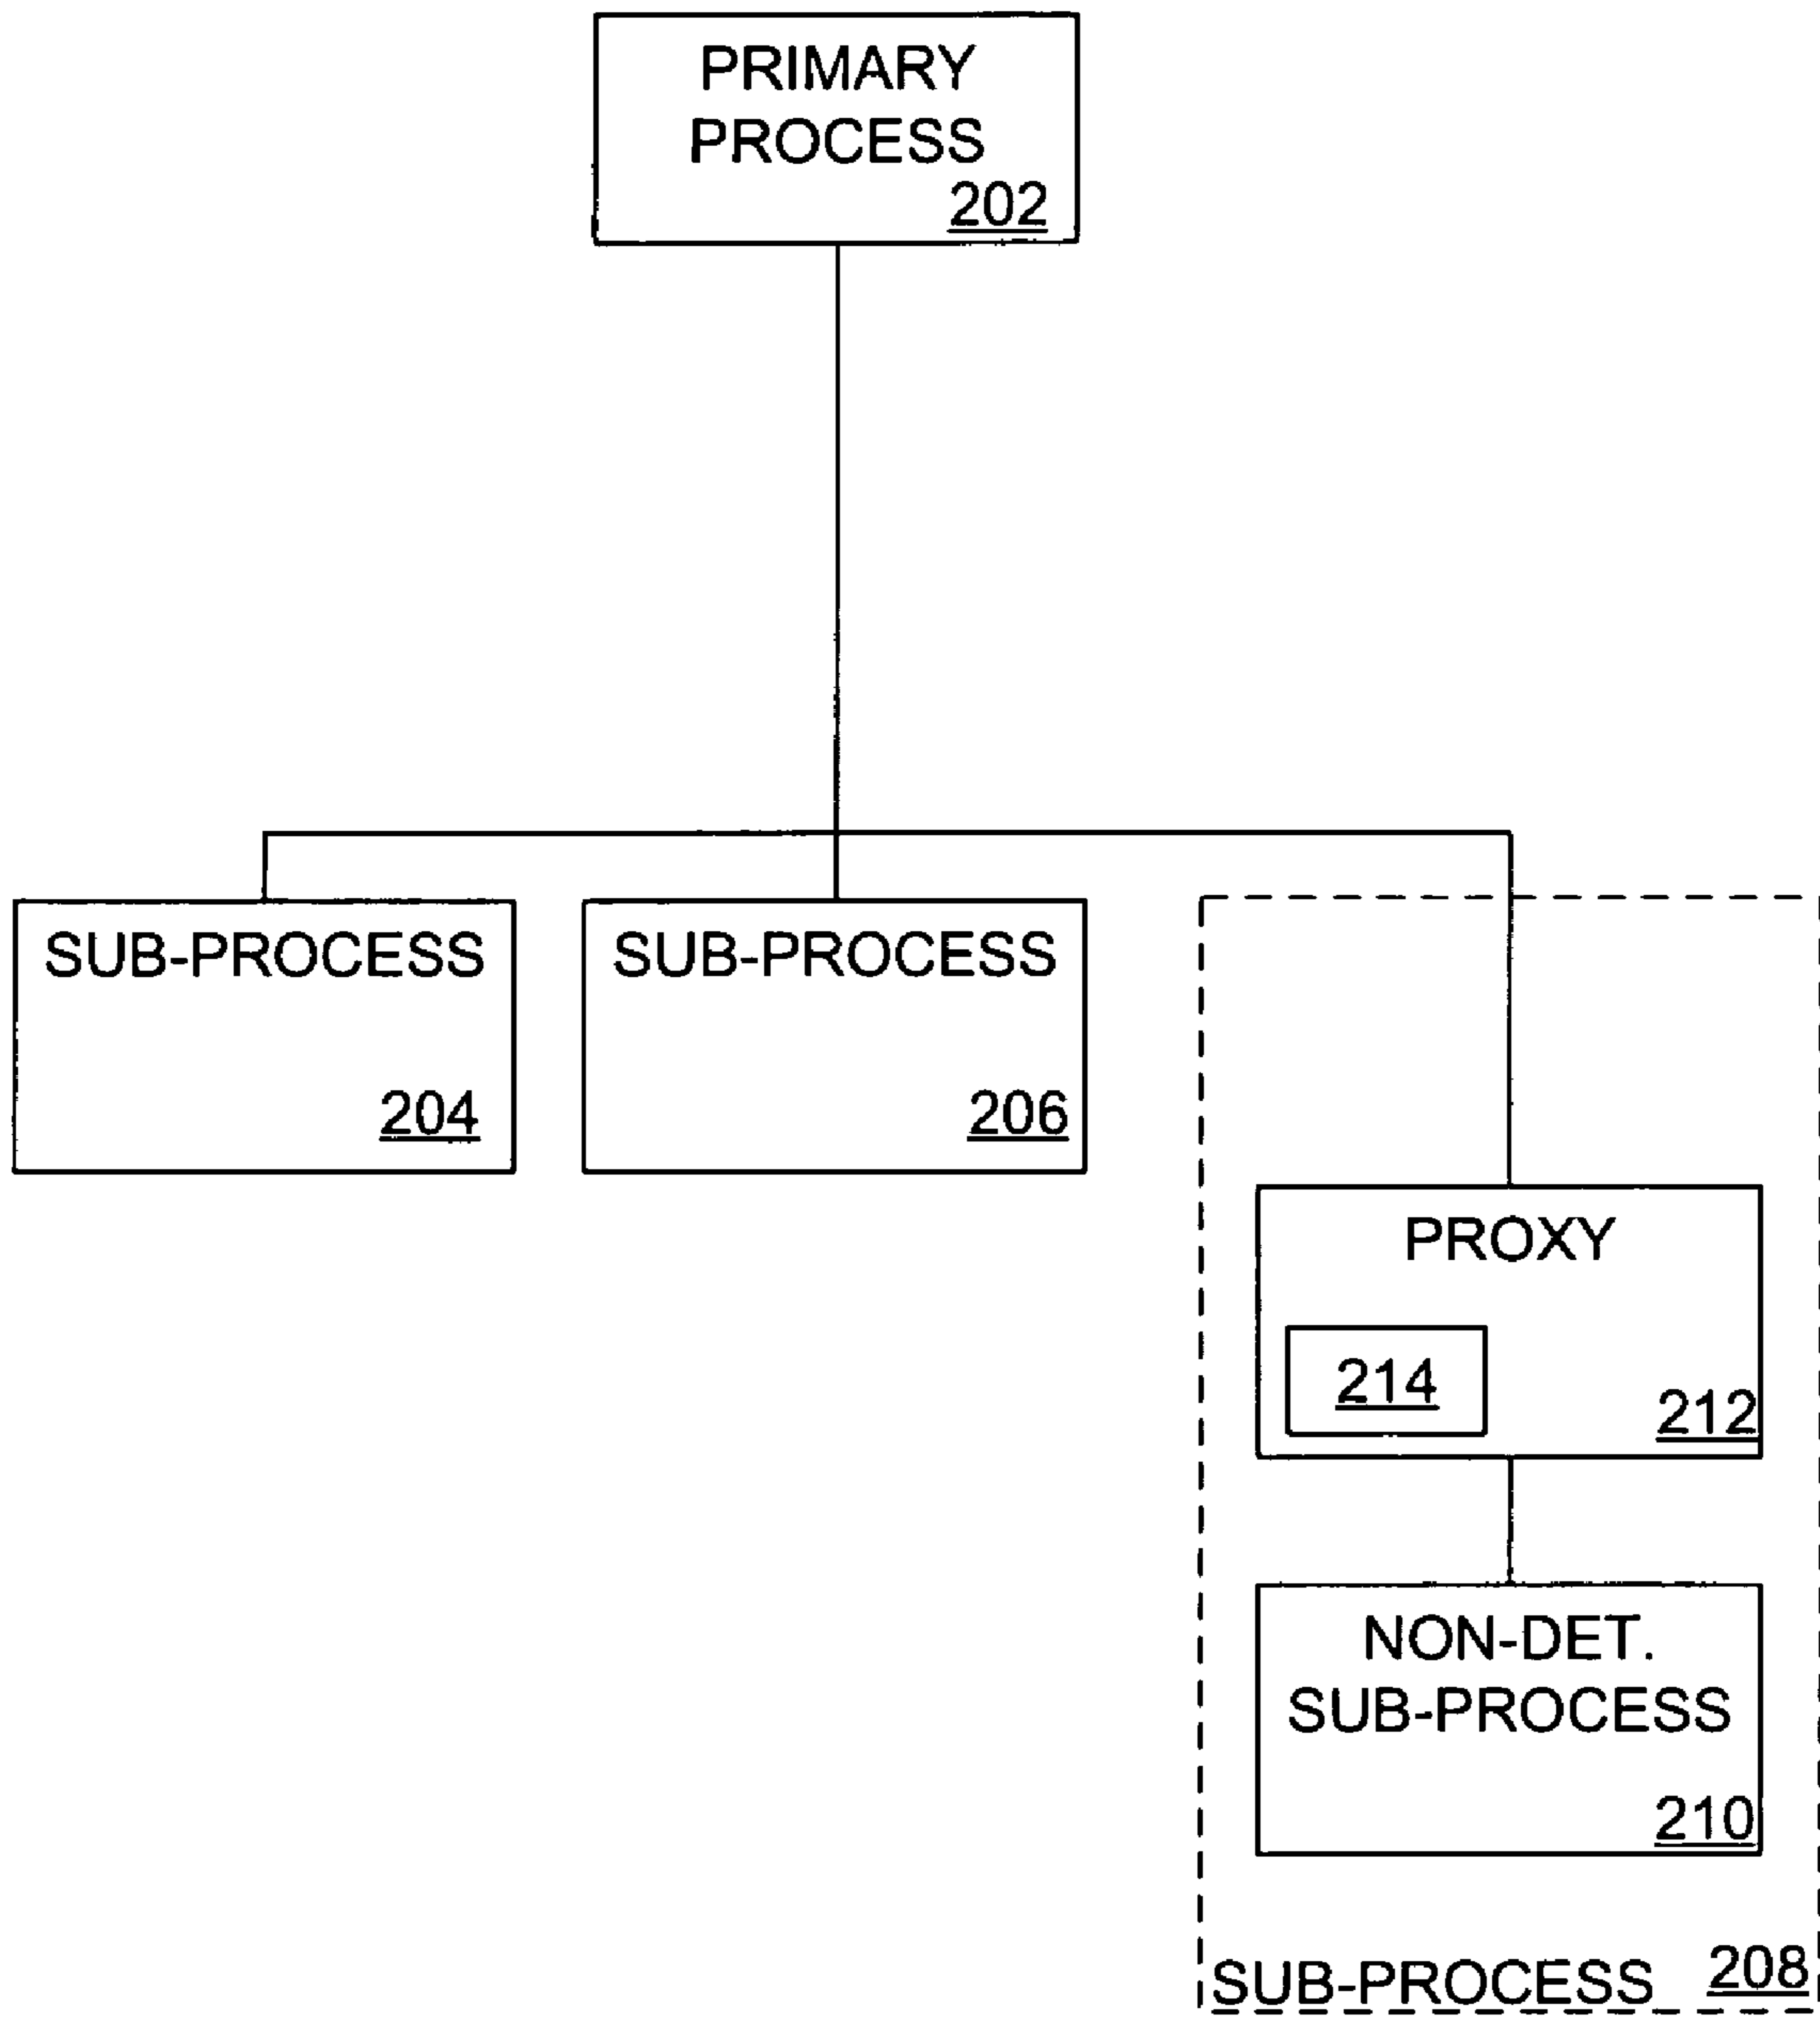 PRIMARY
PROCESS
202
SUB-PROCESS
204
SUB-PROCESS
206
PROXY
214
212
NON-DET.
SUB-PROCESS
210
SUB-PROCESS 208